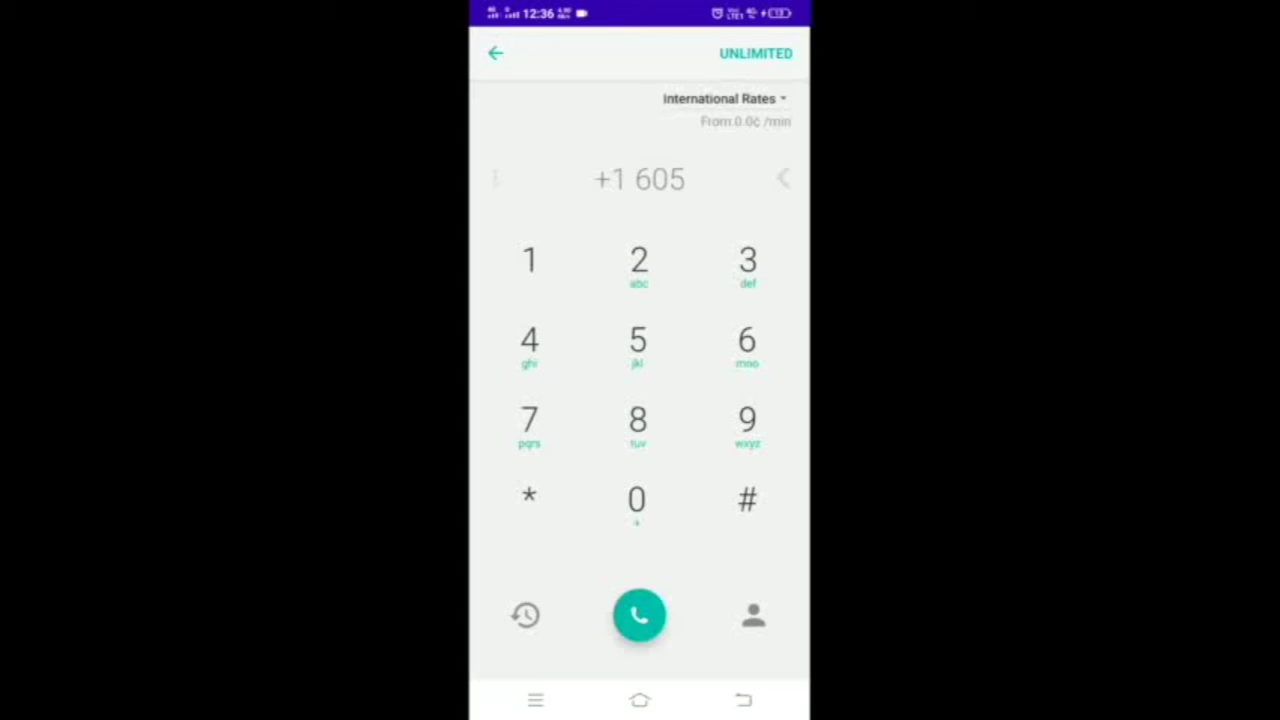 12:36
UNLIMITED
International Rates
From 0.0¢ /min
+1 605
1 2 3
abc def
4 5 6
ghi jkl mno
7 8 9
pqrs tuv wxyz
* 0 #
+